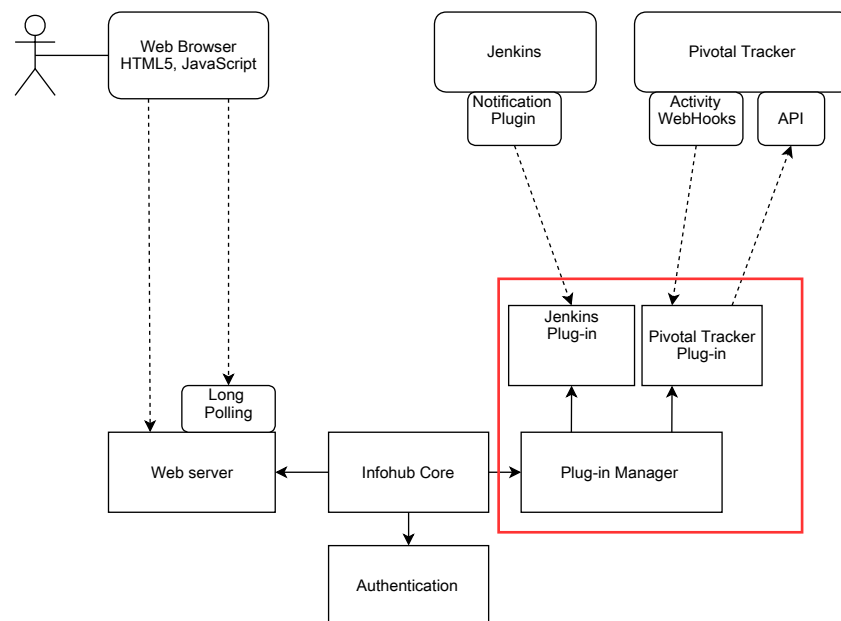 Web Browser
HTML5, JavaScript
Jenkins
Pivotal Tracker
Notification
Plugin
Activity
WebHooks
API
Jenkins
Plug-in
Pivotal Tracker
Plug-in
Long
Polling
Web server
Infohub Core
Plug-in Manager
Authentication